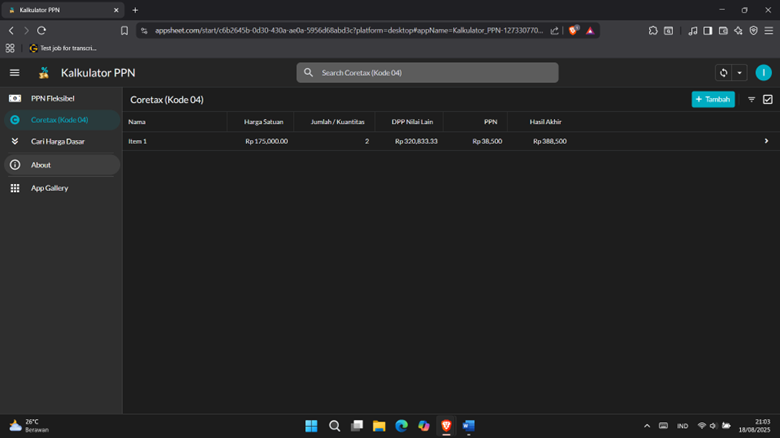 Kalkulator PPN
appsheet.com/start/c6b2645b-0d30-430a-ae0a-5956d68abd3c?platform=desktop#appName=Kalkulator_PPN-127330770...
Test job for transcri...
Kalkulator PPN
Search Coretax (Kode 04)
I
PPN Fleksibel
Coretax (Kode 04)
Cari Harga Dasar
About
App Gallery
Coretax (Kode 04)
+ Tambah
Nama Harga Satuan Jumlah / Kuantitas DPP Nilai Lain PPN Hasil Akhir
Item 1 Rp 175,000.00 2 Rp 320,833.33 Rp 38,500 Rp 388,500
26°C
Berawan
IND
21:03
18/08/2025